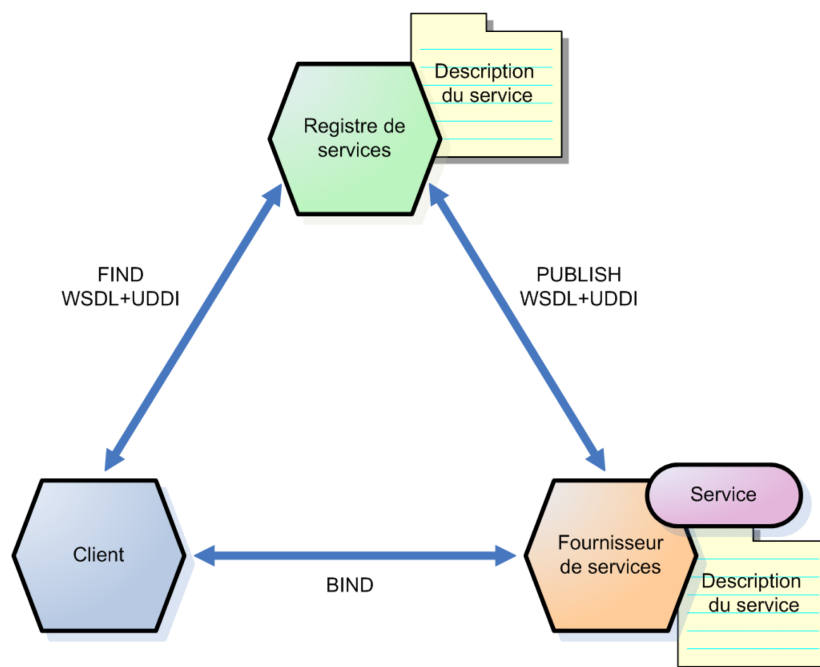 Description
du service
Registre de
services
FIND
WSDL+UDDI
PUBLISH
WSDL+UDDI
Service
Client
Fournisseur
de services
BIND
Description
du service